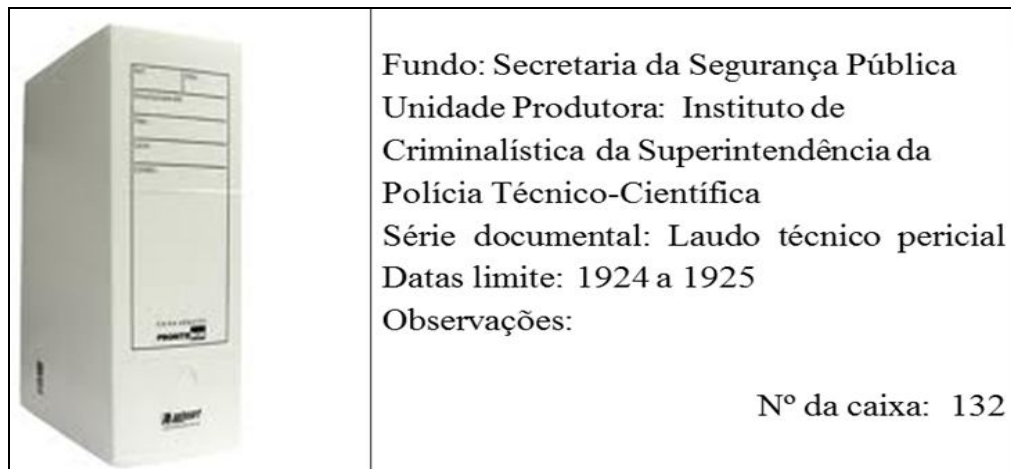 Fundo: Secretaria da Segurança Pública
Unidade Produtora: Instituto de
Criminalística da Superintendência da
Polícia Técnico-Científica
Série documental: Laudo técnico pericial
Datas limite: 1924 a 1925
Observações:
Nº da caixa: 132